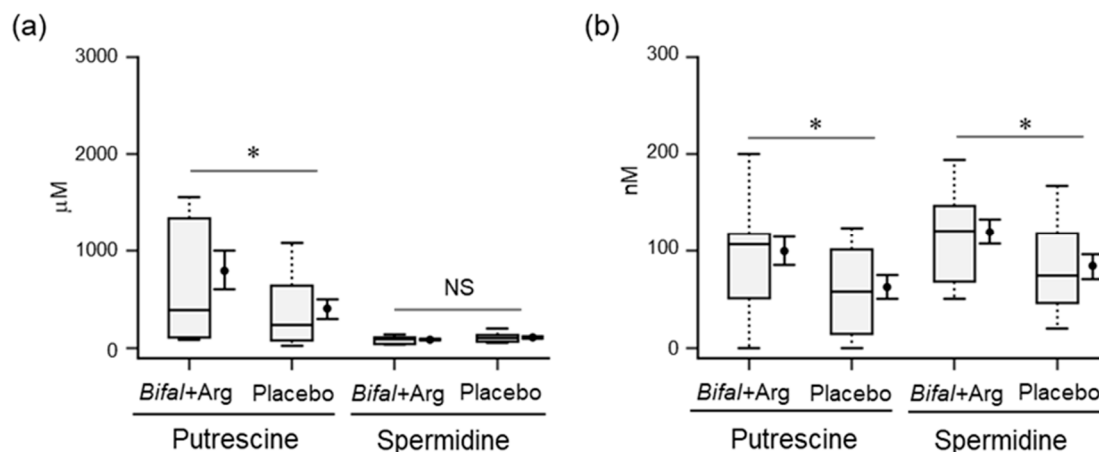 (a)
3000
2000
1000
0
μM
*
NS
Bifal+Arg Placebo Bifal+Arg Placebo
Putrescine Spermidine
(b)
300
200
100
0
nM
*
*
Bifal+Arg Placebo Bifal+Arg Placebo
Putrescine Spermidine